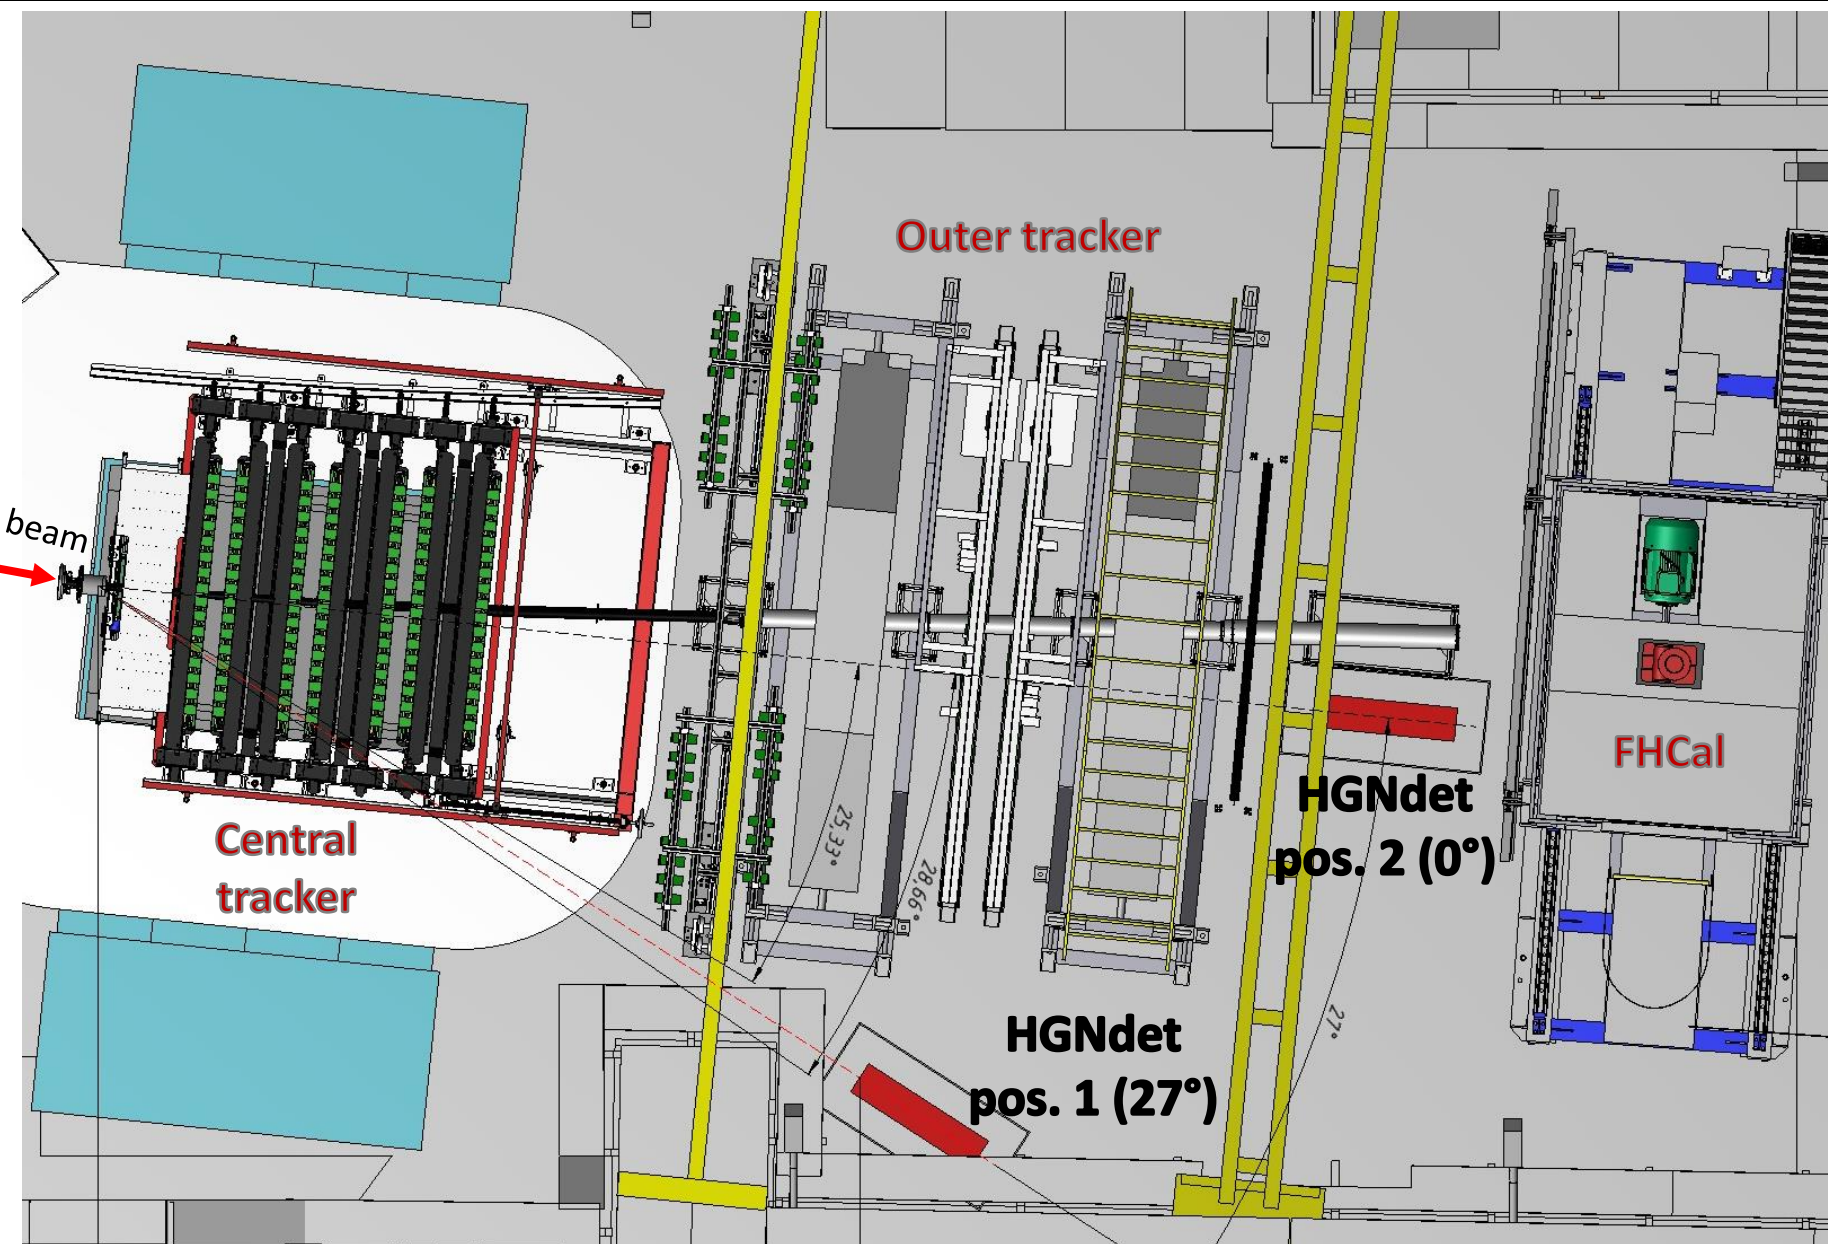 Outer tracker
beam
Central
tracker
FHCal
HGNdet
pos. 2 (0°)
25,33°
28,66°
HGNdet
pos. 1 (27°)
27°